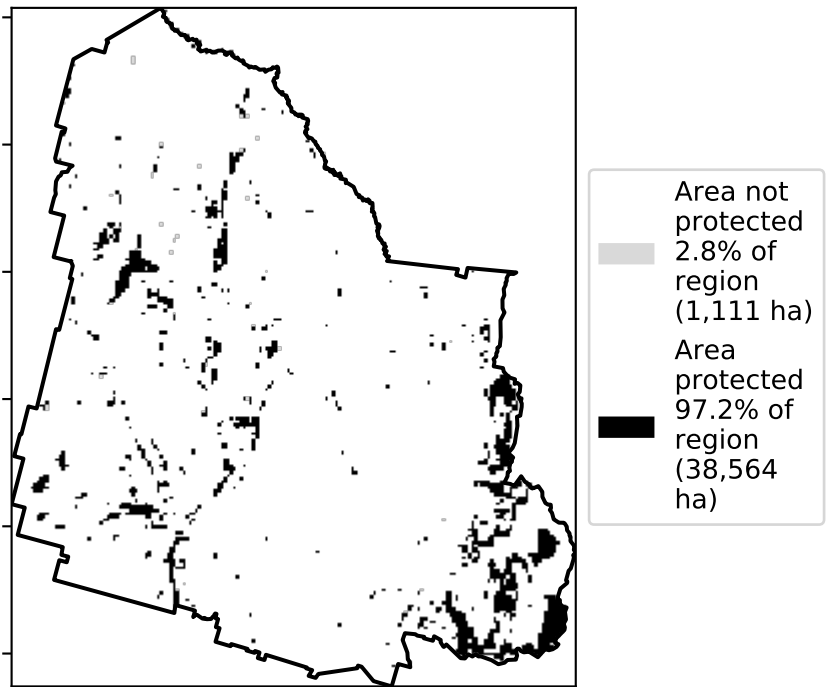 Area not
protected
2.8% of
region
(1,111 ha)
Area
protected
97.2% of
region
(38,564
ha)